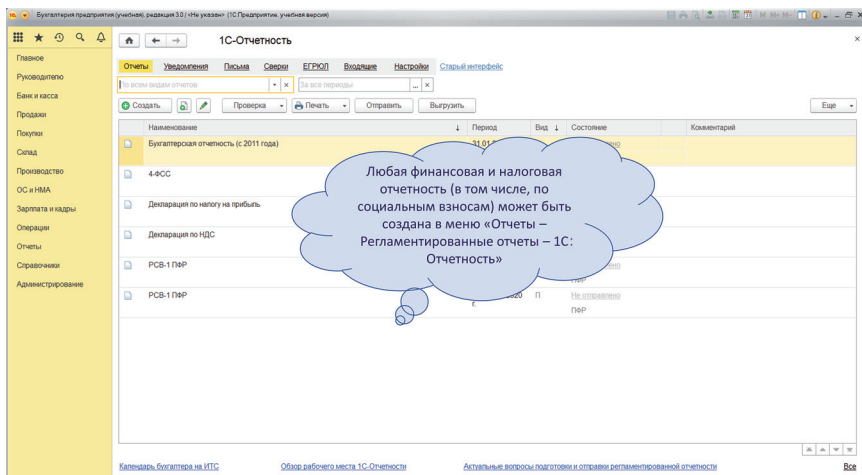 Бухгалтерия предприятия (учебная), редакция 3.0 / <Не указан> (1С:Предприятие, учебная версия)
M M+ M-
1С-Отчетность
Главное
Руководителю
Банк и касса
Продажи
Покупки
Склад
Производство
ОС и НМА
Зарплата и кадры
Операции
Отчеты
Справочники
Администрирование
Отчеты Уведомления Письма Сверки ЕГРЮЛ Входящие Настройки Старый интерфейс
По всем видам отчетов За все периоды
Создать Проверка Печать Отправить Выгрузить Еще
Наименование Период Вид Состояние Комментарий
Бухгалтерская отчетность (с 2011 года) 31.01
4-ФСС
Декларация по налогу на прибыль
Декларация по НДС
РСВ-1 ПФР
ПФР
РСВ-1 ПФР П Не отправлено
г.
ПФР
Любая финансовая и налоговая
отчетность (в том числе, по
социальным взносам) может быть
создана в меню «Отчеты –
Регламентированные отчеты – 1С:
Отчетность»
Календарь бухгалтера на ИТС Обзор рабочего места 1С-Отчетности Актуальные вопросы подготовки и отправки регламентированной отчетности Все